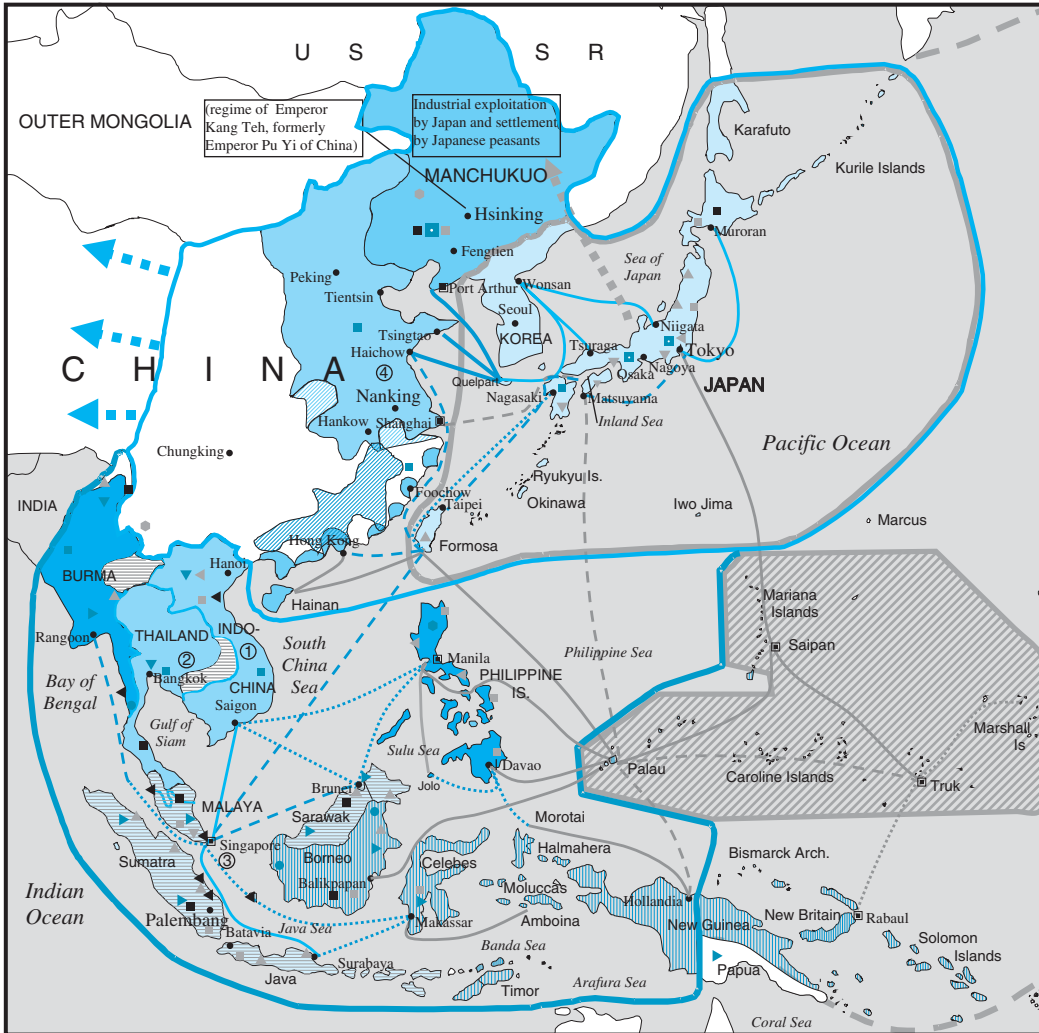 U S S R
OUTER MONGOLIA
(regime of Emperor
Kang Teh, formerly
Emperor Pu Yi of China)
Industrial exploitation
by Japan and settlement
by Japanese peasants
Karafuto
Kurile Islands
MANCHUKUO
Hsinking
Muroran
Fengtien
Sea of
Japan
Peking
Tientsin
Port Arthur
Wonsan
Seoul
KOREA
Niigata
Tsingtao
Tsuraga
Tokyo
Haichow
C H I N A
④
Quelpart
Osaka
Nagoya
JAPAN
Nanking
Nagasaki
Matsuyama
Hankow
Shanghai
Inland Sea
Pacific Ocean
Chungking
INDIA
Foochow
Taipei
Ryukyu Is.
Okinawa
Iwo Jima
Marcus
Hong Kong
Formosa
BURMA
Hanoi
Hainan
Mariana
Islands
Rangoon
THAILAND
②
INDO-
①
CHINA
South
China
Sea
Philippine Sea
Saipan
Manila
Bay of
Bengal
Bangkok
PHILIPPINE
IS.
Saigon
Gulf of
Siam
Marshall
Is
Sulu Sea
Davao
Palau
Caroline Islands
Truk
Jolo
Brunei
MALAYA
Sarawak
Morotai
Singapore
③
Sumatra
Borneo
Celebes
Halmahera
Bismarck Arch.
Balikpapan
Moluccas
Indian
Ocean
Palembang
Hollandia
New Britain
Rabaul
Makassar
Amboina
New Guinea
Batavia
Java Sea
Solomon
Islands
Banda Sea
Surabaya
Java
Timor
Arafura Sea
Papua
Coral Sea